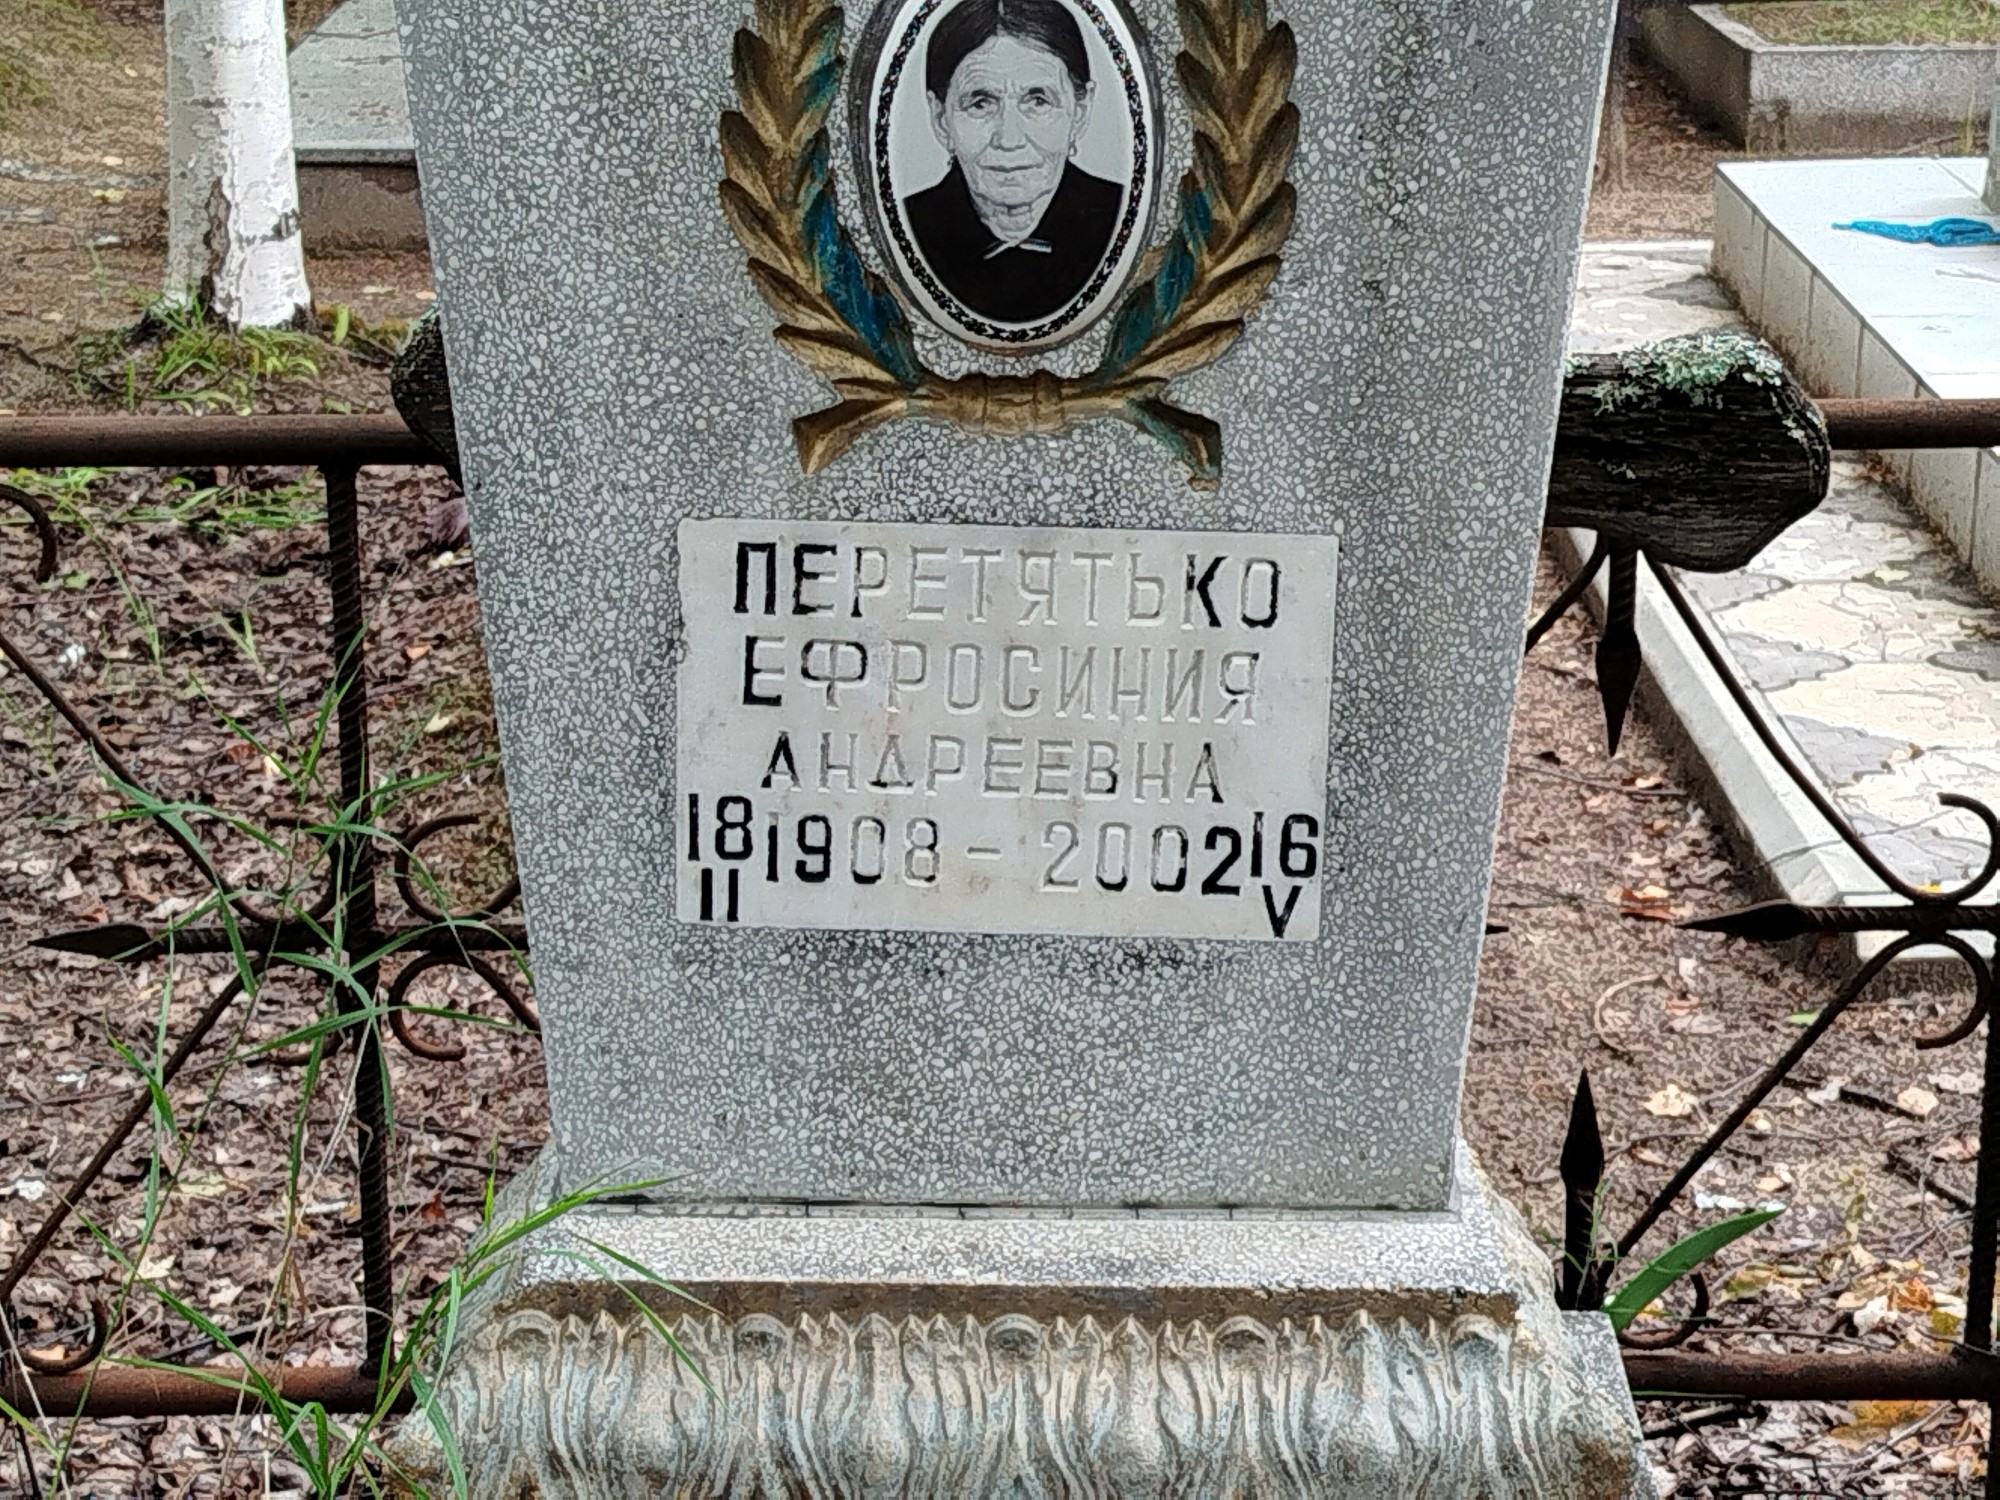 ПЕРЕТЯТЬКО
ЕФРОСИНИЯ
АНДРЕЕВНА
18 1908 - 2002 16
II V